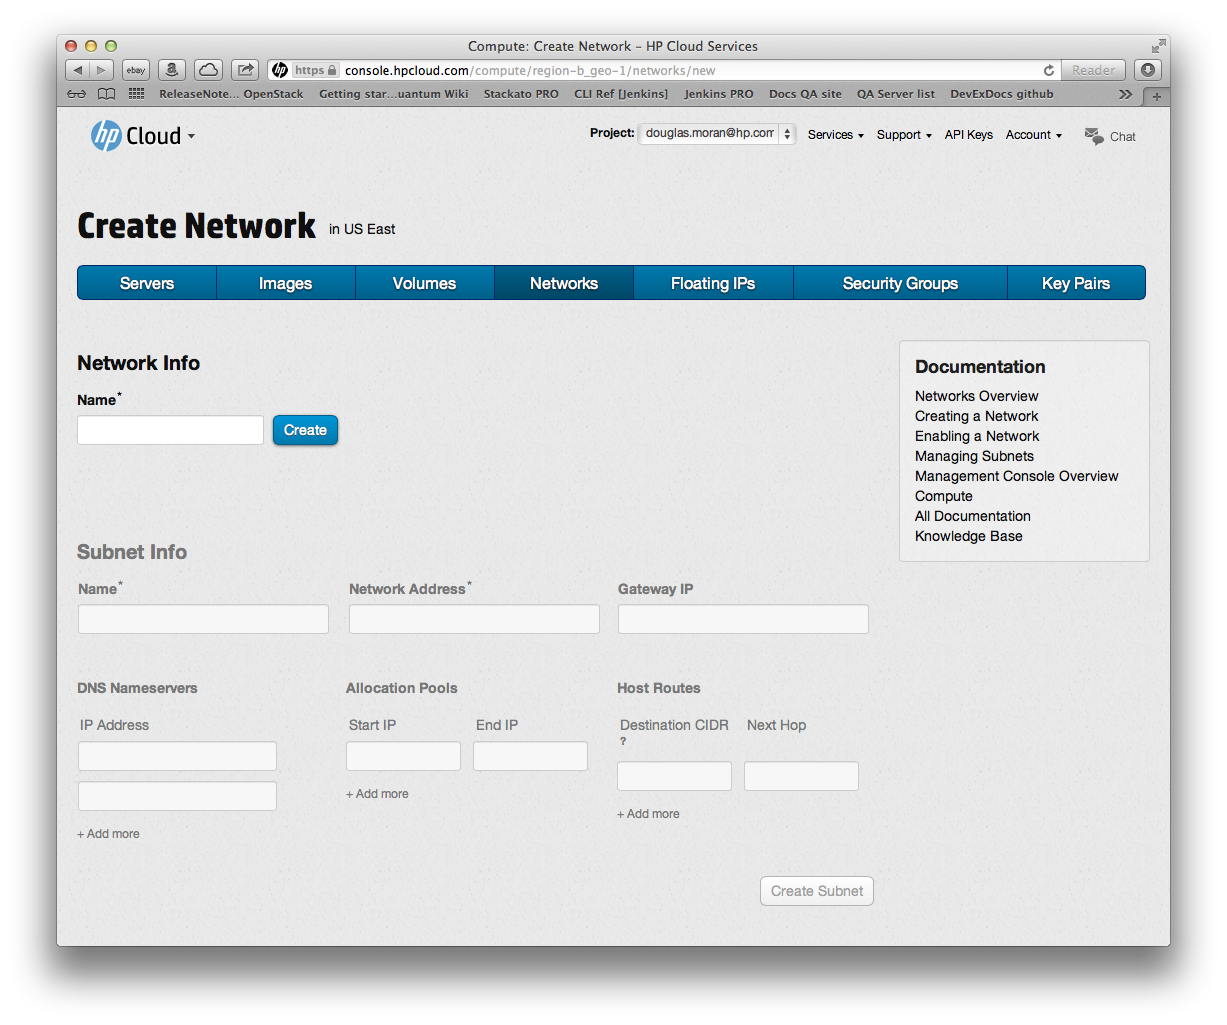 Compute: Create Network – HP Cloud Services
ebay
a
hp https console.hpcloud.com/compute/region-b_geo-1/networks/new Reader
ReleaseNote... OpenStack Getting star...uantum Wiki Stackato PRO CLI Ref [Jenkins] Jenkins PRO Docs QA site QA Server list DevExDocs github
hp Cloud Project: douglas.moran@hp.com Services Support API Keys Account Chat
Create Network in US East
Servers Images Volumes Networks Floating IPs Security Groups Key Pairs
Network Info
Name*
Create
Documentation
Networks Overview
Creating a Network
Enabling a Network
Managing Subnets
Management Console Overview
Compute
All Documentation
Knowledge Base
Subnet Info
Name* Network Address* Gateway IP
DNS Nameservers Allocation Pools Host Routes
IP Address Start IP End IP Destination CIDR Next Hop
?
+ Add more
+ Add more
+ Add more
Create Subnet